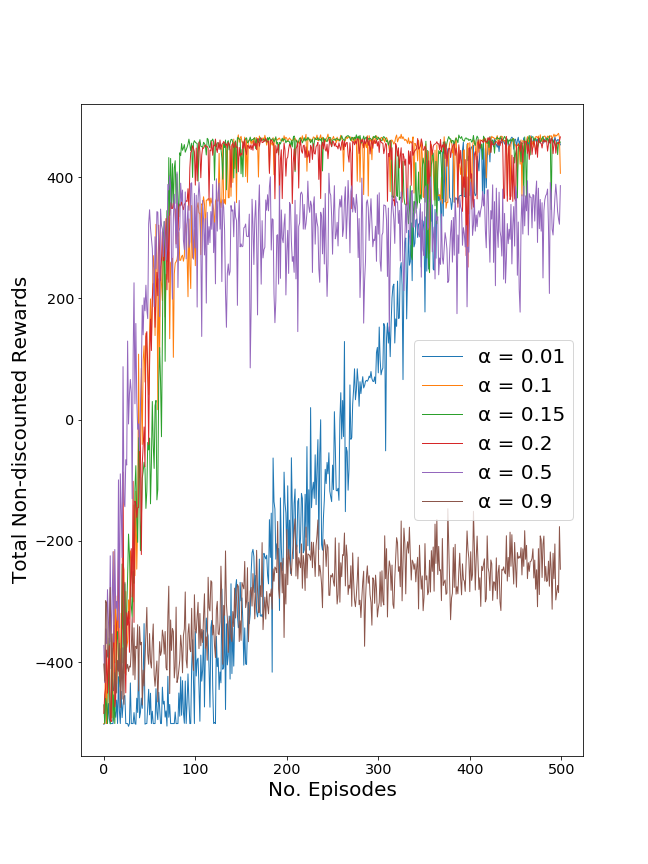 400
200
0
−200
−400
0 100 200 300 400 500
Total Non-discounted Rewards
No. Episodes
α = 0.01
α = 0.1
α = 0.15
α = 0.2
α = 0.5
α = 0.9